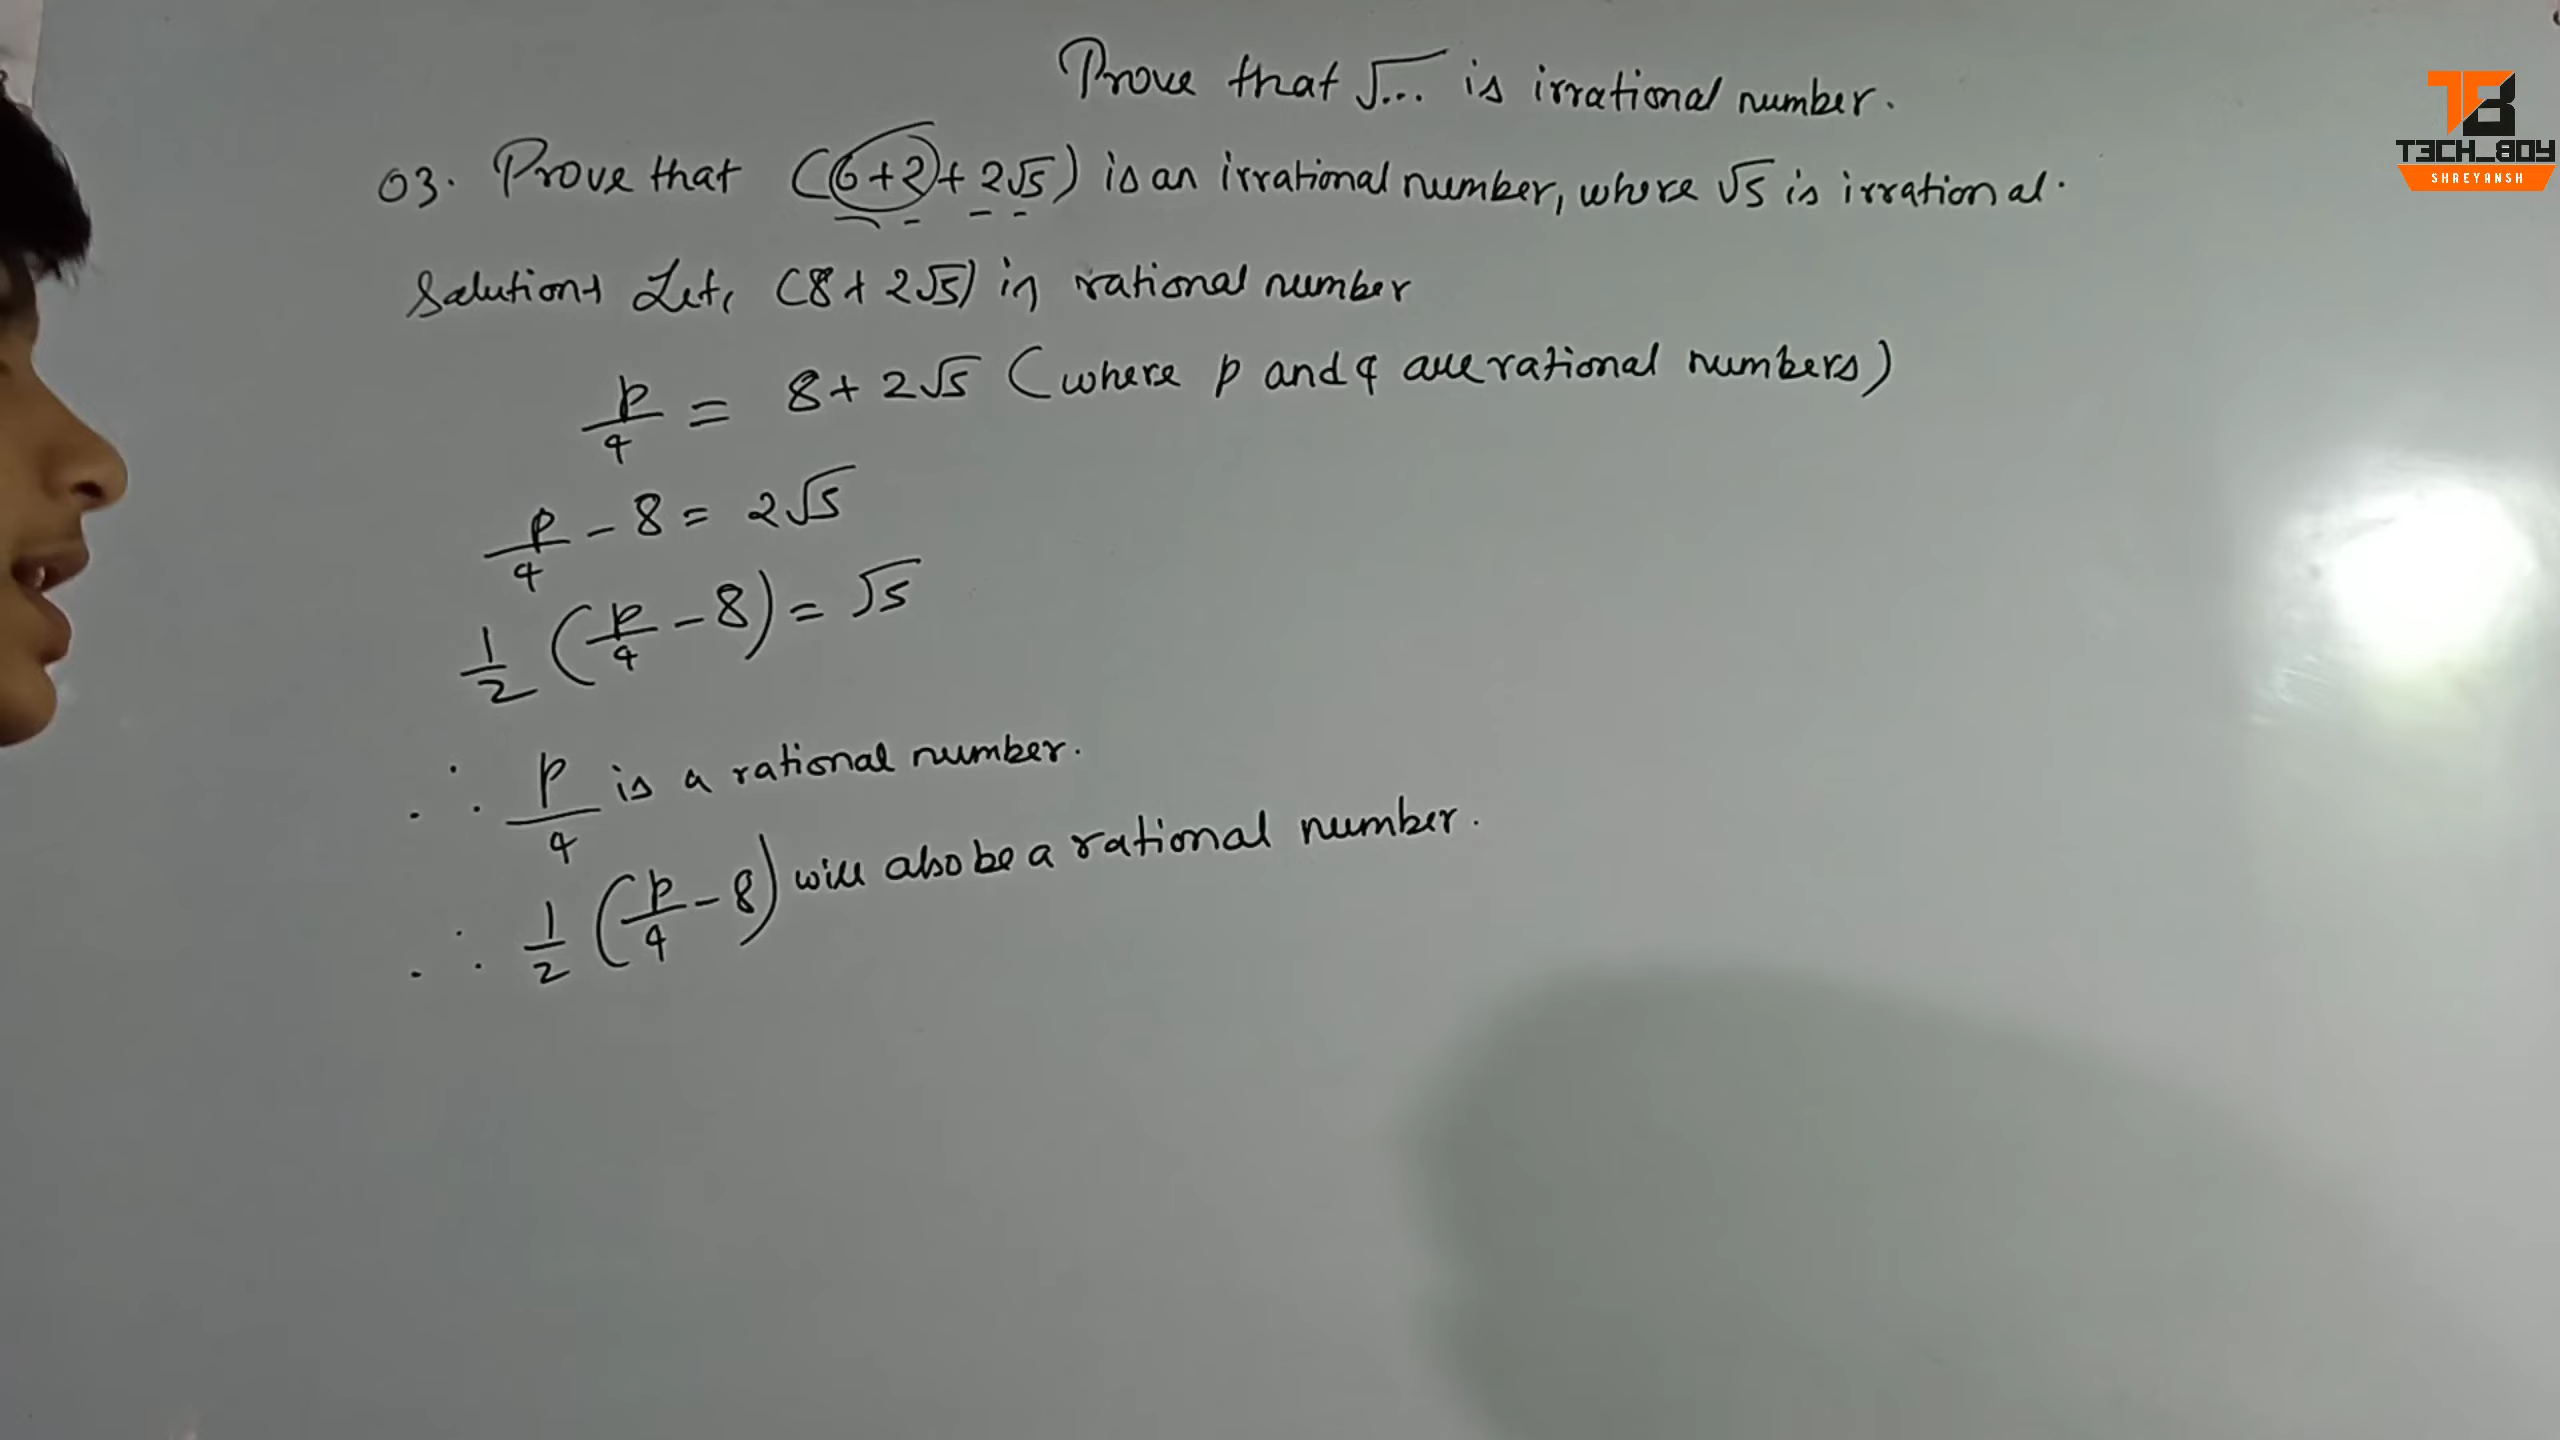 Prove that √... is irrational number.
03. Prove that (6+2+2√5) is an irrational number, where √5 is irrational.
Solution→ Let, (8+2√5) is rational number
p/q = 8+2√5 (where p and q are rational numbers)
p/q - 8 = 2√5
1/2 (p/q - 8) = √5
∴ p/q is a rational number.
∴ 1/2 (p/q - 8) will also be a rational number.
TB
T3CH_BOY
SHREYANSH